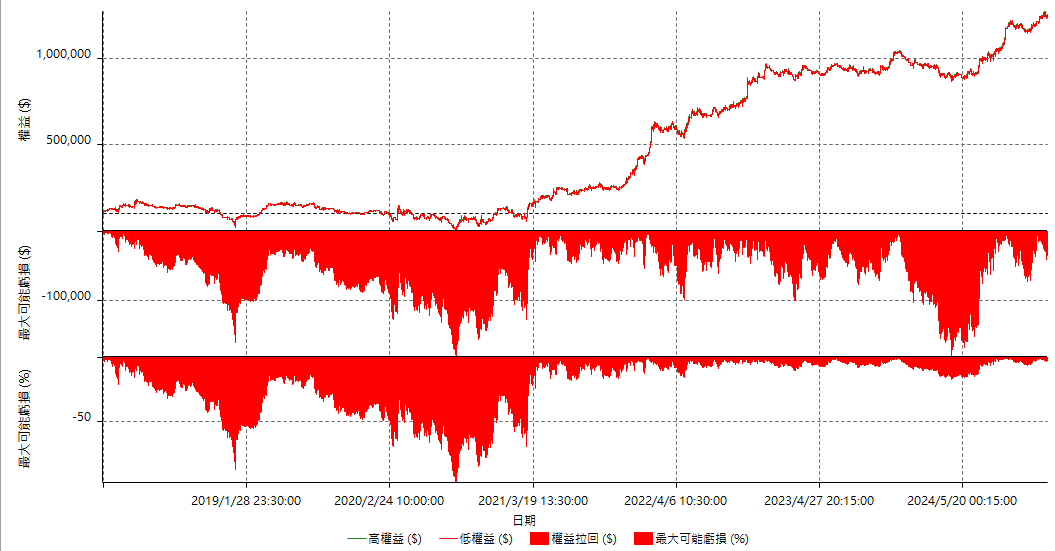 1,000,000
500,000
權益 ($)
-100,000
最大可能虧損 ($)
-50
最大可能虧損 (%)
2019/1/28 23:30:00 2020/2/24 10:00:00 2021/3/19 13:30:00 2022/4/6 10:30:00 2023/4/27 20:15:00 2024/5/20 00:15:00
日期
高權益 ($) 低權益 ($) 權益拉回 ($) 最大可能虧損 (%)